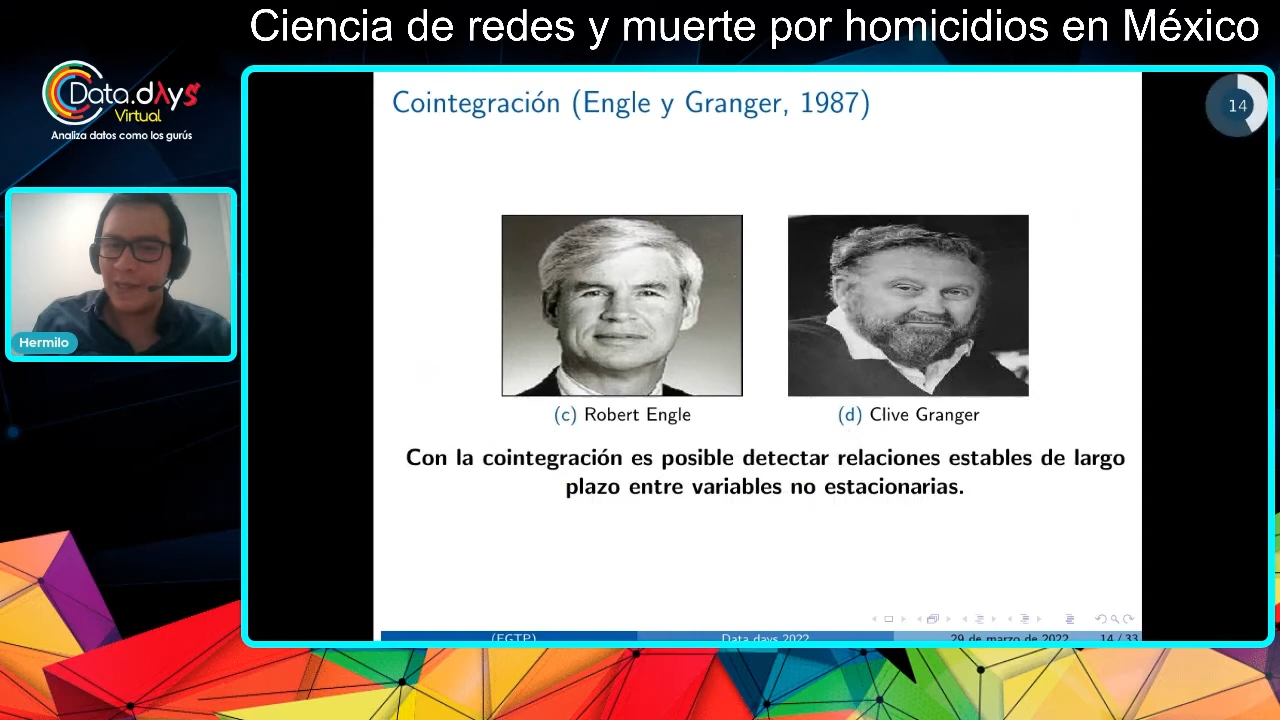 Ciencia de redes y muerte por homicidios en México
Data.dAys
Virtual
Analiza datos como los gurús
Hermilo
Cointegración (Engle y Granger, 1987)
14
(c) Robert Engle
(d) Clive Granger
Con la cointegración es posible detectar relaciones estables de largo
plazo entre variables no estacionarias.
(EGTP)
Data days 2022
29 de marzo de 2022
14 / 33